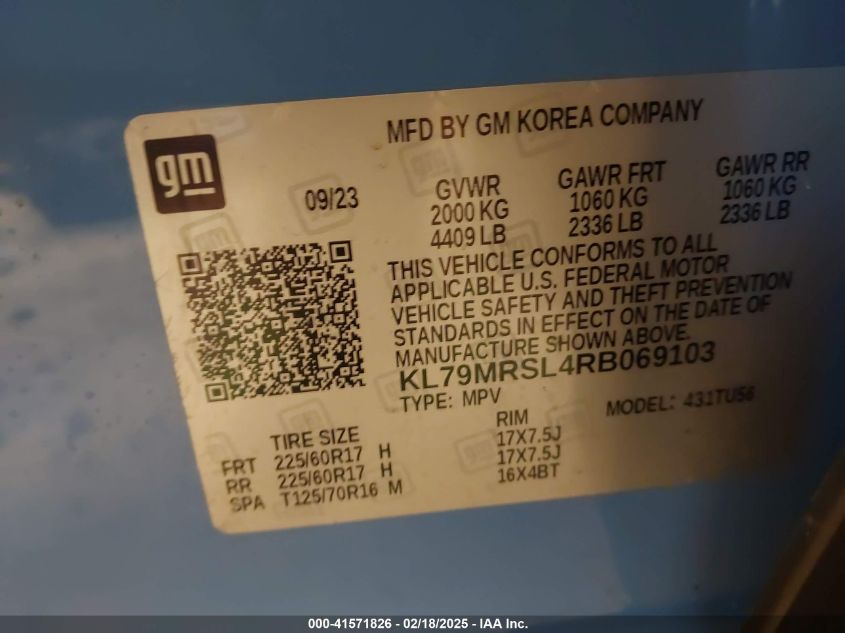 MFD BY GM KOREA COMPANY
gm
09/23
GVWR GAWR FRT GAWR RR
2000 KG 1060 KG 1060 KG
4409 LB 2336 LB 2336 LB
THIS VEHICLE CONFORMS TO ALL
APPLICABLE U.S. FEDERAL MOTOR
VEHICLE SAFETY AND THEFT PREVENTION
STANDARDS IN EFFECT ON THE DATE OF
MANUFACTURE SHOWN ABOVE.
KL79MRSL4RB069103
TYPE: MPV MODEL: 431TU56
TIRE SIZE RIM
FRT 225/60R17 H 17X7.5J
RR 225/60R17 H 17X7.5J
SPA T125/70R16 M 16X4BT
000-41571826 / 02/18/2025 - IAA Inc.